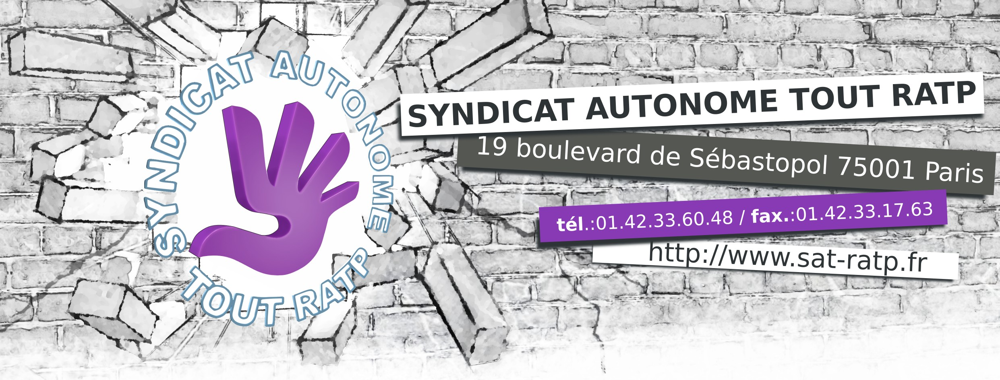 SYNDICAT AUTONOME
TOUT RATP
SYNDICAT AUTONOME TOUT RATP
19 boulevard de Sébastopol 75001 Paris
tél.:01.42.33.60.48 / fax.:01.42.33.17.63
http://www.sat-ratp.fr